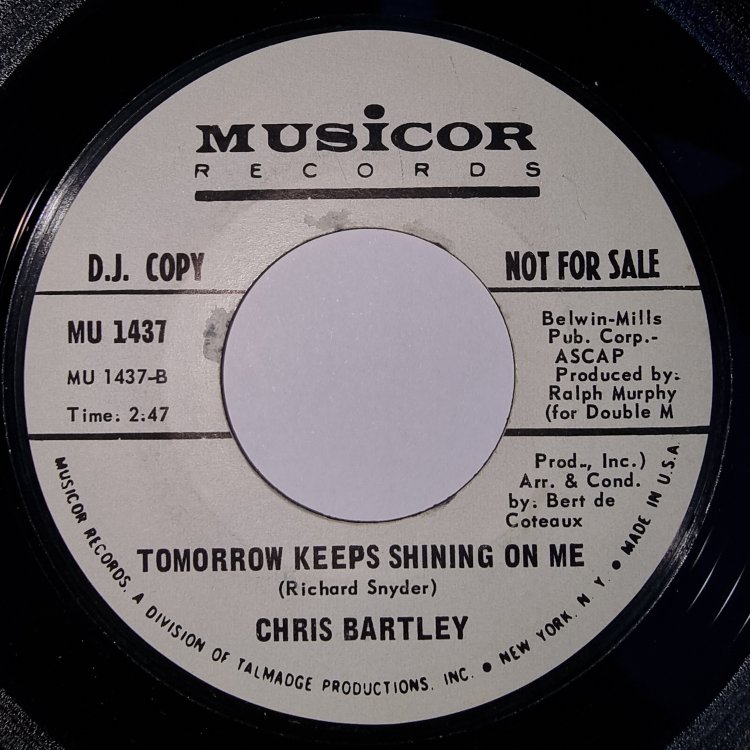 MUSiCOR
RECORDS
D.J. COPY
NOT FOR SALE
MU 1437
MU 1437-B
Time: 2:47
Belwin-Mills
Pub. Corp.-
ASCAP
Produced by:
Ralph Murphy
(for Double M
Prod., Inc.)
Arr. & Cond.
by: Bert de
Coteaux
TOMORROW KEEPS SHINING ON ME
(Richard Snyder)
CHRIS BARTLEY
MUSICOR RECORDS, A DIVISION OF TALMADGE PRODUCTIONS, INC. • NEW YORK, N. Y. • MADE IN U.S.A.